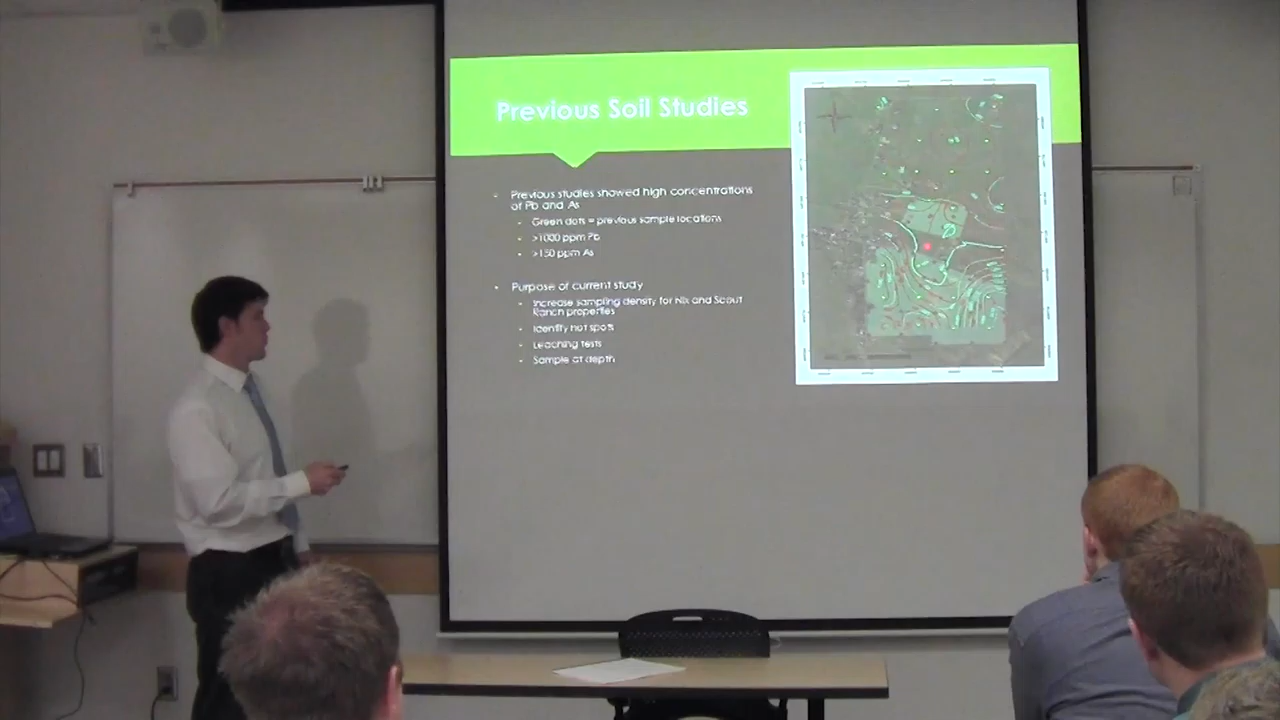 Previous Soil Studies
Previous studies showed high concentrations
of Pb and As
Green dots = previous sample locations
>1000 ppm Pb
>150 ppm As
Purpose of current study
Increase sampling density for Nix and Scout
Ranch properties
Identify hot spots
Leaching tests
Sample at depth